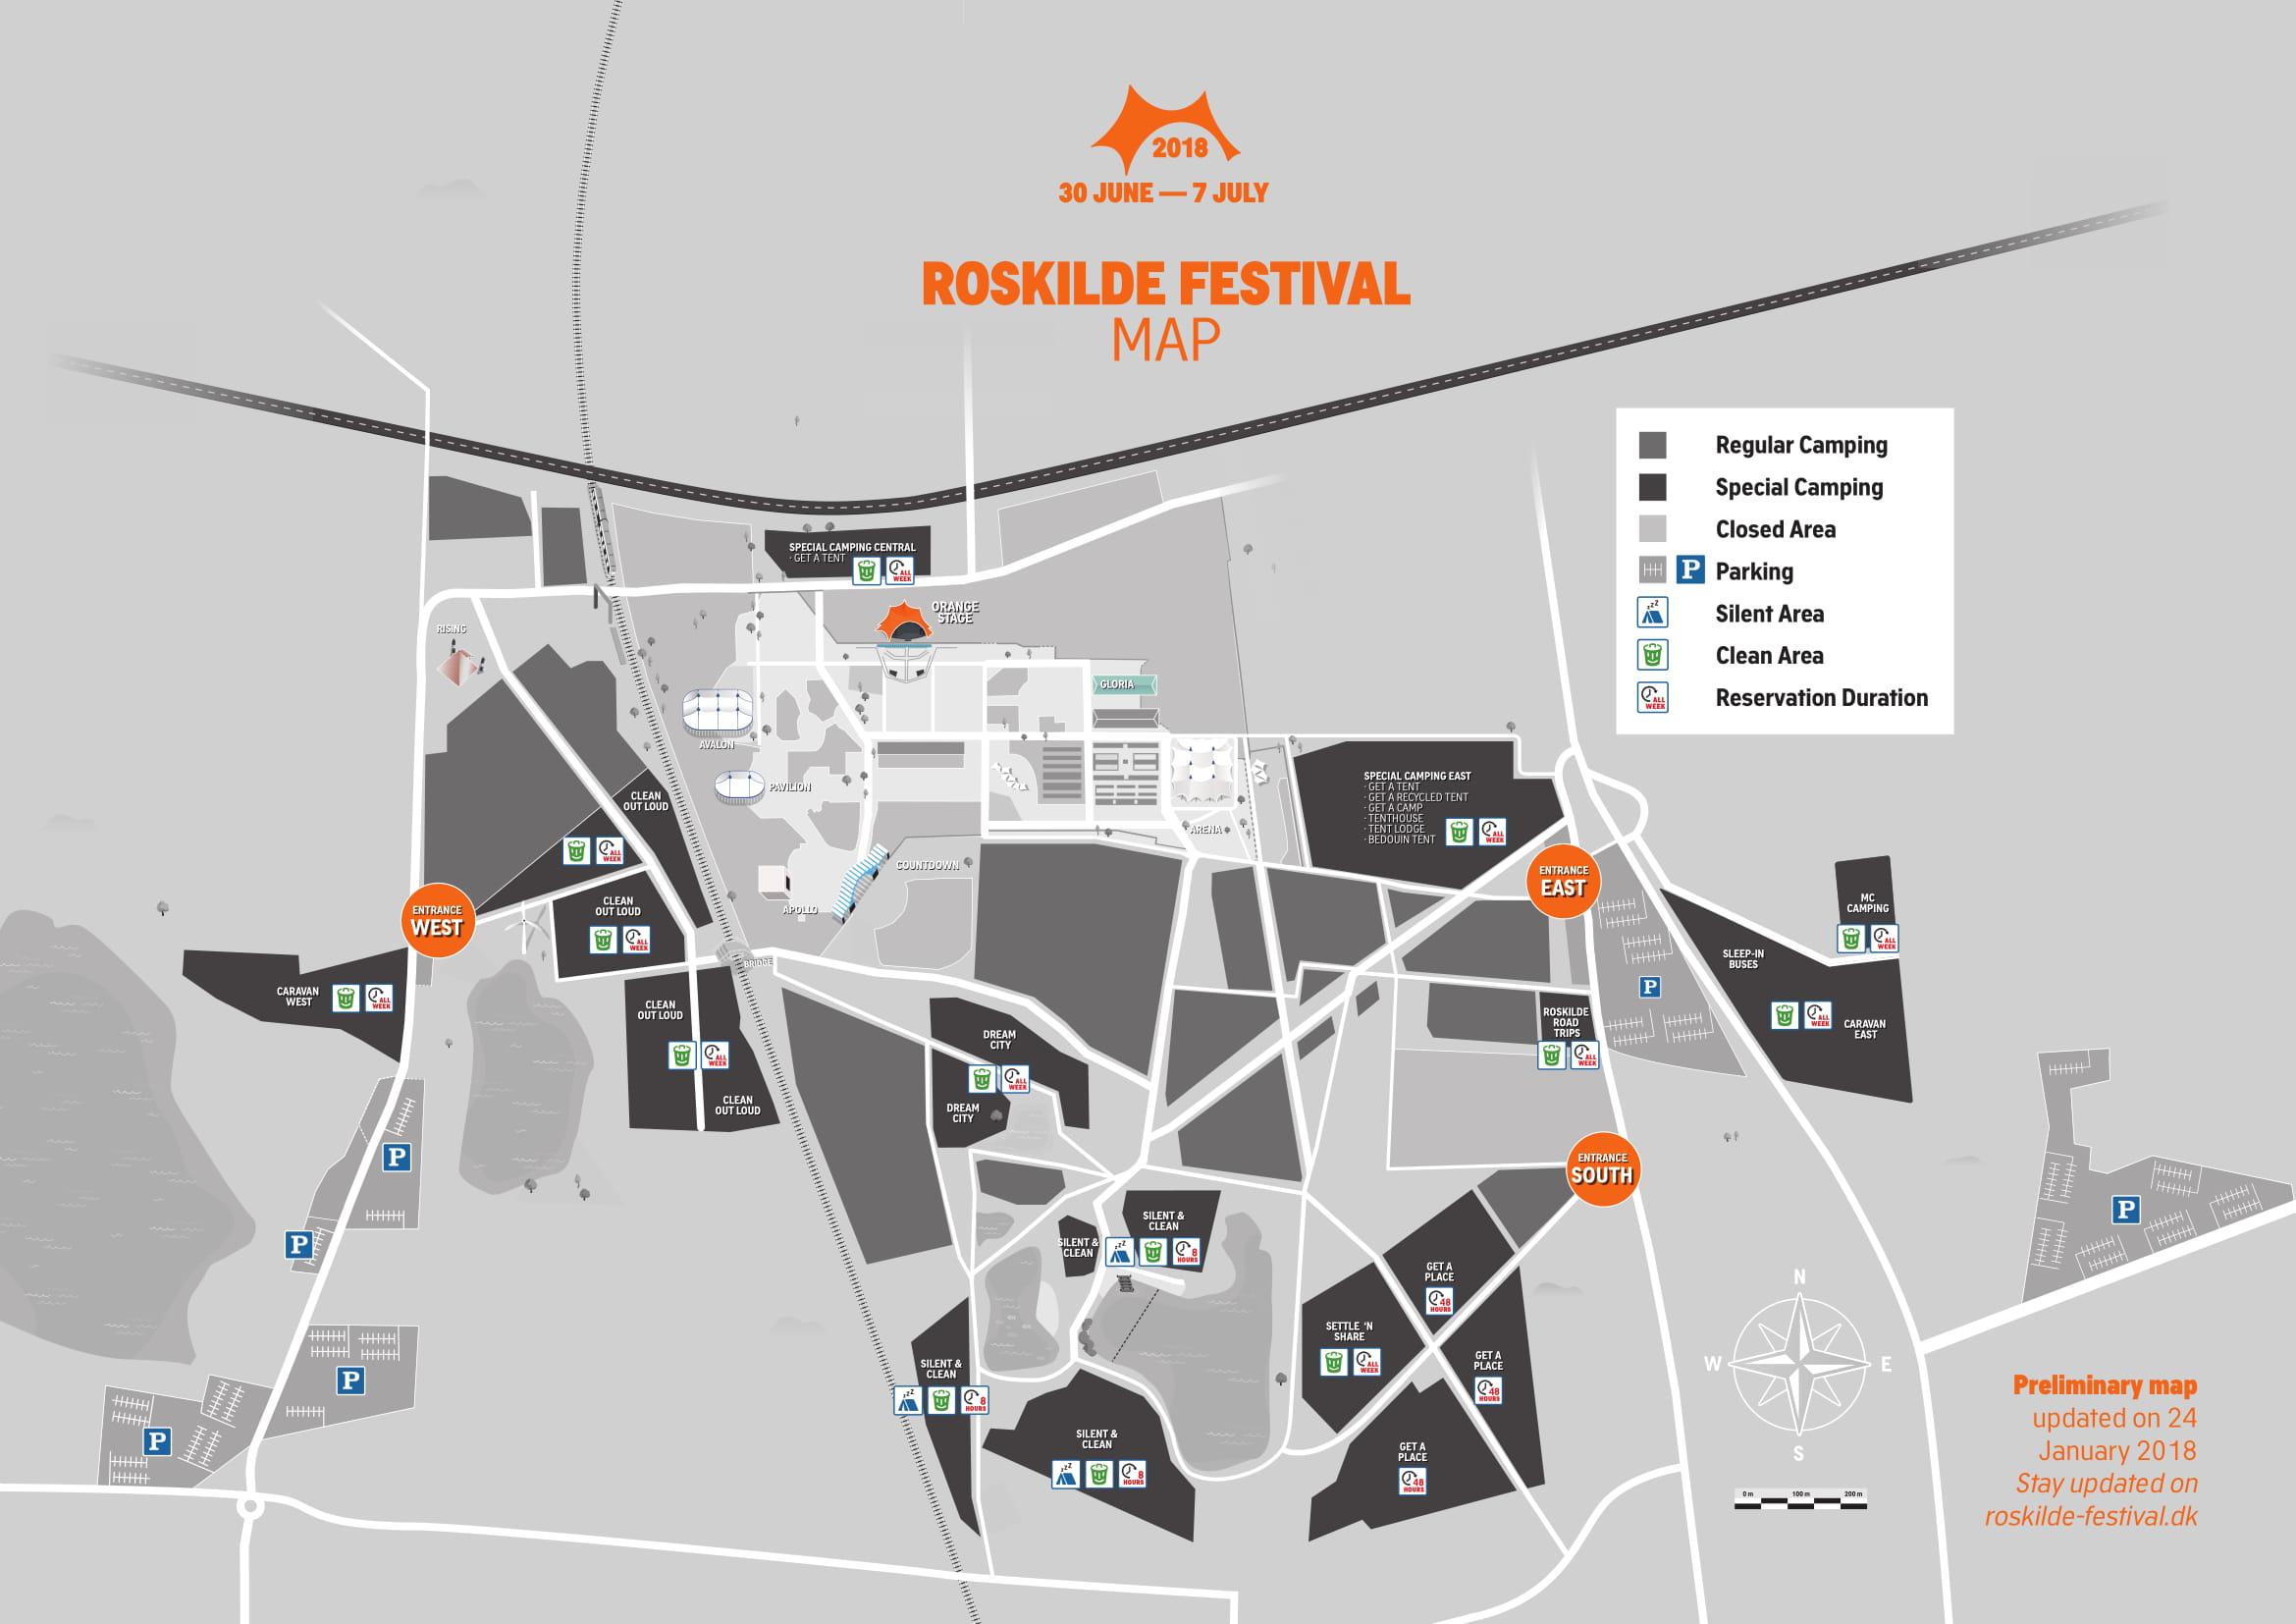 2018
30 JUNE — 7 JULY
ROSKILDE FESTIVAL
MAP
Regular Camping
Special Camping
Closed Area
P Parking
Silent Area
Clean Area
ALL
WEEK
Reservation Duration
SPECIAL CAMPING CENTRAL
· GET A TENT
ALL
WEEK
ORANGE
STAGE
RISING
GLORIA
AVALON
PAVILION
ARENA
COUNTDOWN
APOLLO
BRIDGE
SPECIAL CAMPING EAST
· GET A TENT
· GET A RECYCLED TENT
· GET A CAMP
· TENTHOUSE
· TENT LODGE
· BEDOUIN TENT
ALL
WEEK
CLEAN
OUT LOUD
ALL
WEEK
CLEAN
OUT LOUD
ALL
WEEK
ENTRANCE
WEST
ENTRANCE
EAST
MC
CAMPING
ALL
WEEK
SLEEP-IN
BUSES
ALL
WEEK
CARAVAN
EAST
CARAVAN
WEST
ALL
WEEK
CLEAN
OUT LOUD
ALL
WEEK
CLEAN
OUT LOUD
P
ROSKILDE
ROAD
TRIPS
ALL
WEEK
DREAM
CITY
ALL
WEEK
DREAM
CITY
P
P
P
P
P
ENTRANCE
SOUTH
SILENT &
CLEAN
SILENT &
CLEAN
zzZ
8
HOURS
GET A
PLACE
48
HOURS
SETTLE 'N
SHARE
ALL
WEEK
GET A
PLACE
48
HOURS
SILENT &
CLEAN
zzZ
8
HOURS
SILENT &
CLEAN
zzZ
8
HOURS
GET A
PLACE
48
HOURS
N
W
E
S
0 m 100 m 200 m
Preliminary map
updated on 24
January 2018
Stay updated on
roskilde-festival.dk